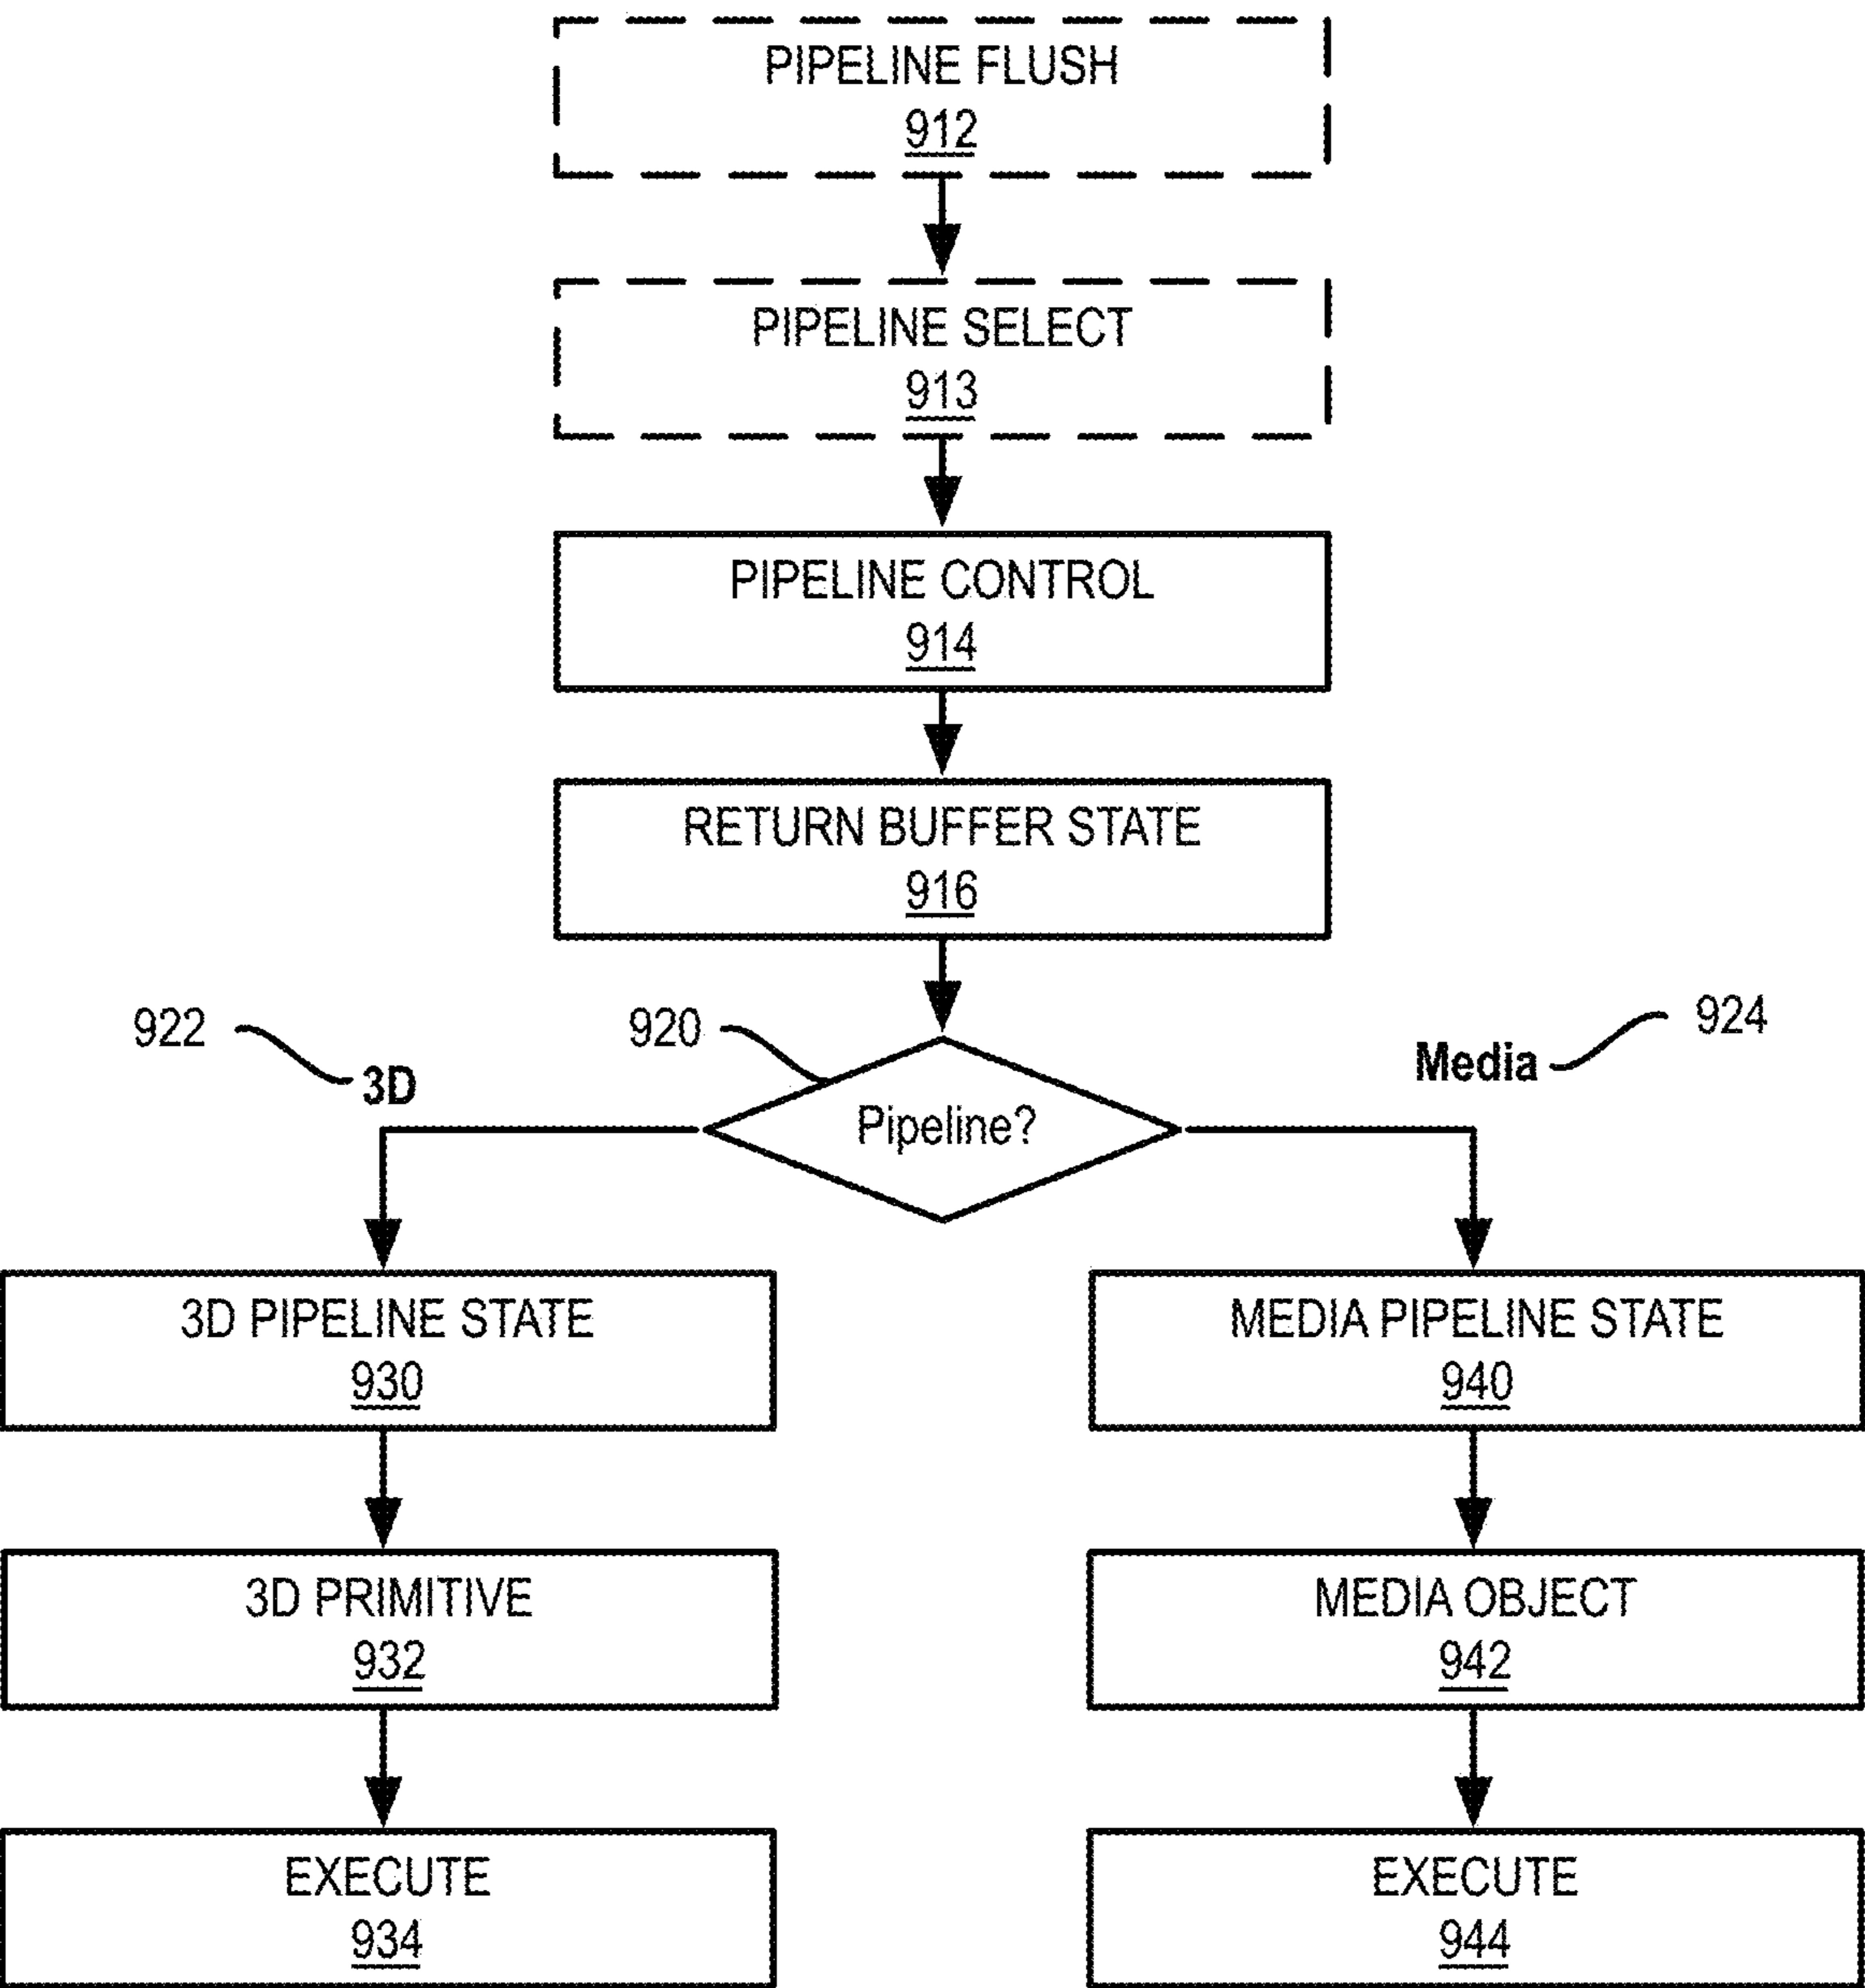 PIPELINE FLUSH
912
PIPELINE SELECT
913
PIPELINE CONTROL
914
RETURN BUFFER STATE
916
922
920
924
3D
Media
Pipeline?
3D PIPELINE STATE
930
MEDIA PIPELINE STATE
940
3D PRIMITIVE
932
MEDIA OBJECT
942
EXECUTE
934
EXECUTE
944